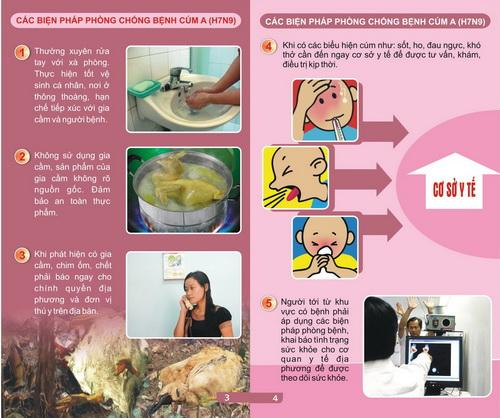 CÁC BIỆN PHÁP PHÒNG CHỐNG BỆNH CÚM A (H7N9)
1
Thường xuyên rửa
tay với xà phòng.
Thực hiện tốt vệ
sinh cá nhân, nơi ở
thông thoáng, hạn
chế tiếp xúc với gia
cầm và người bệnh.
2
Không sử dụng gia
cầm, sản phẩm của
gia cầm không rõ
nguồn gốc. Đảm
bảo an toàn thực
phẩm.
3
Khi phát hiện có gia
cầm, chim ốm, chết
phải báo ngay cho
chính quyền địa
phương và đơn vị
thú y trên địa bàn.
3
CÁC BIỆN PHÁP PHÒNG CHỐNG BỆNH CÚM A (H7N9)
4
Khi có các biểu hiện cúm như: sốt, ho, đau ngực, khó
thở cần đến ngay cơ sở y tế để được tư vấn, khám,
điều trị kịp thời.
CƠ SỞ Y TẾ
5
Người tới từ khu
vực có bệnh phải
áp dụng các biện
pháp phòng bệnh,
khai báo tình trạng
sức khỏe cho cơ
quan y tế địa
phương để được
theo dõi sức khỏe.
4